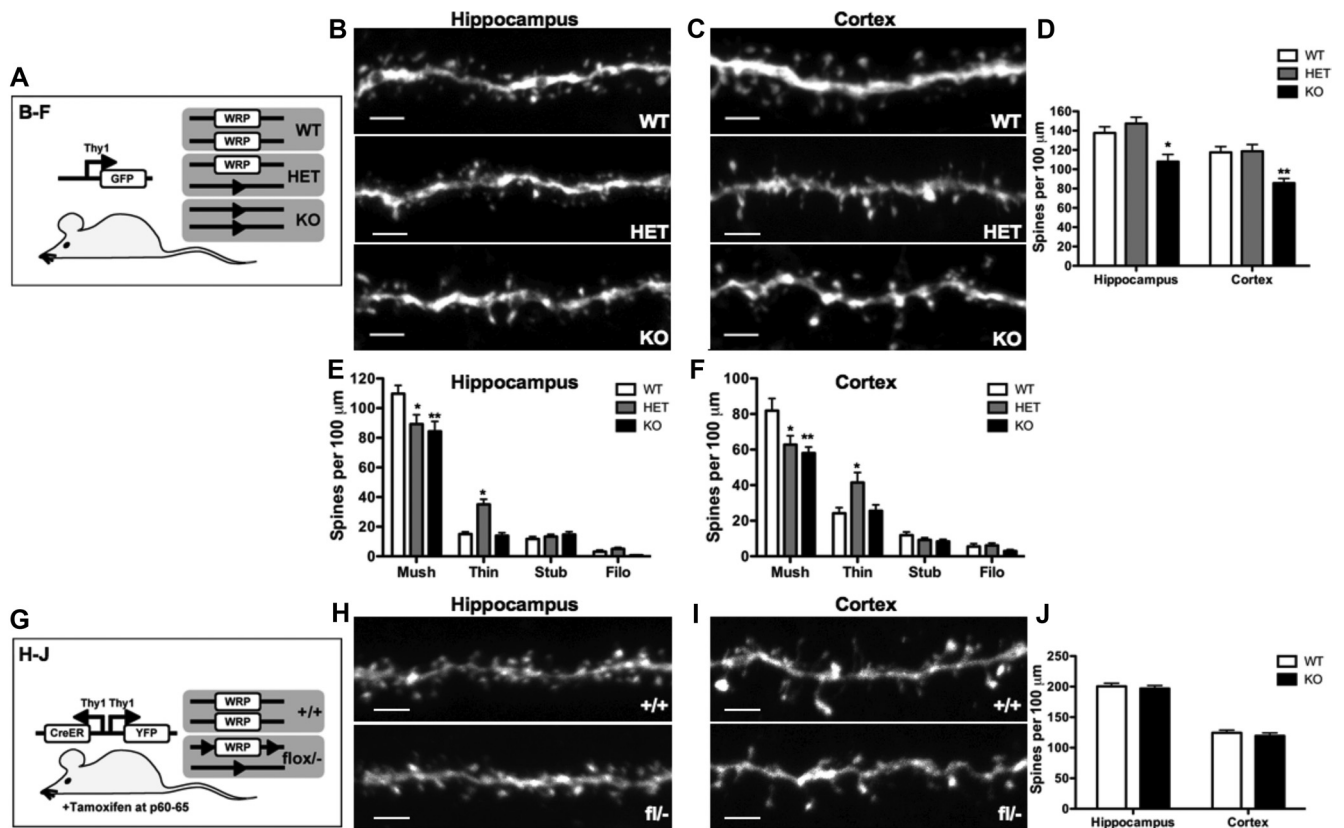 A
B-F
Thy1
GFP
WRP
WRP
WT
WRP
HET
KO
B
Hippocampus
WT
HET
KO
C
Cortex
WT
HET
KO
D
WT
HET
KO
Spines per 100 μm
160
140
120
100
80
60
40
20
0
*
**
Hippocampus
Cortex
E
Hippocampus
WT
HET
KO
Spines per 100 μm
120
100
80
60
40
20
0
*
**
*
Mush
Thin
Stub
Filo
F
Cortex
WT
HET
KO
Spines per 100 μm
100
80
60
40
20
0
*
**
*
Mush
Thin
Stub
Filo
G
H-J
Thy1 Thy1
CreER
YFP
WRP
WRP
+/+
WRP
flox/-
+Tamoxifen at p60-65
H
Hippocampus
+/+
fl/-
I
Cortex
+/+
fl/-
J
WT
KO
Spines per 100 μm
250
200
150
100
50
0
Hippocampus
Cortex